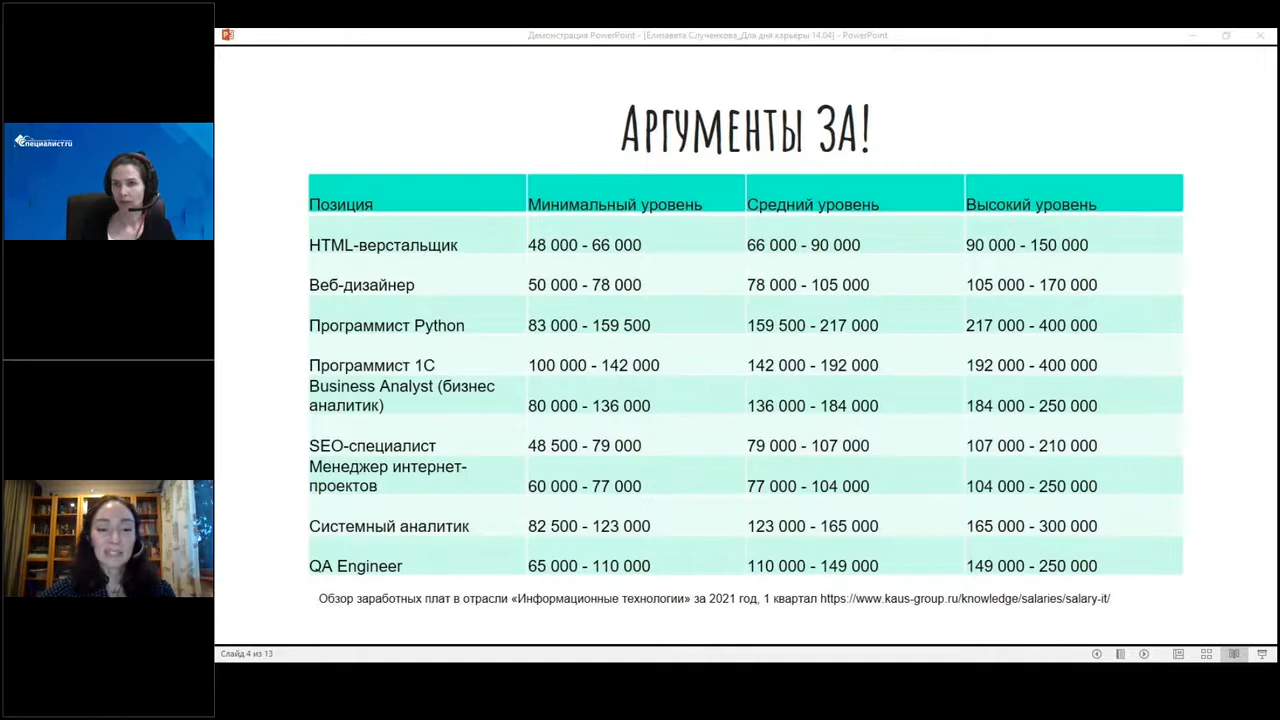 Демонстрация PowerPoint - [Елизавета Слученкова_Для дня карьеры 14.04] - PowerPoint
Специалист.ru
Аргументы ЗА!
Позиция Минимальный уровень Средний уровень Высокий уровень
HTML-верстальщик 48 000 - 66 000 66 000 - 90 000 90 000 - 150 000
Веб-дизайнер 50 000 - 78 000 78 000 - 105 000 105 000 - 170 000
Программист Python 83 000 - 159 500 159 500 - 217 000 217 000 - 400 000
Программист 1С 100 000 - 142 000 142 000 - 192 000 192 000 - 400 000
Business Analyst (бизнес
аналитик) 80 000 - 136 000 136 000 - 184 000 184 000 - 250 000
SEO-специалист 48 500 - 79 000 79 000 - 107 000 107 000 - 210 000
Менеджер интернет-
проектов 60 000 - 77 000 77 000 - 104 000 104 000 - 250 000
Системный аналитик 82 500 - 123 000 123 000 - 165 000 165 000 - 300 000
QA Engineer 65 000 - 110 000 110 000 - 149 000 149 000 - 250 000
Обзор заработных плат в отрасли «Информационные технологии» за 2021 год, 1 квартал https://www.kaus-group.ru/knowledge/salaries/salary-it/
Слайд 4 из 13